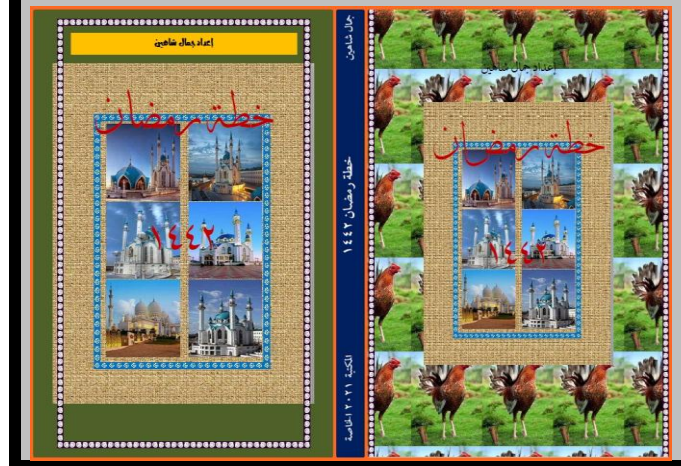 إعداد جمال شاهين
خطة رمضان
١٤٤٢
جمال شاهين
خطة رمضان ١٤٤٢
المكتبة ٢٠٢١ الخاصة
إعداد جمال شاهين
خطة رمضان
١٤٤٢